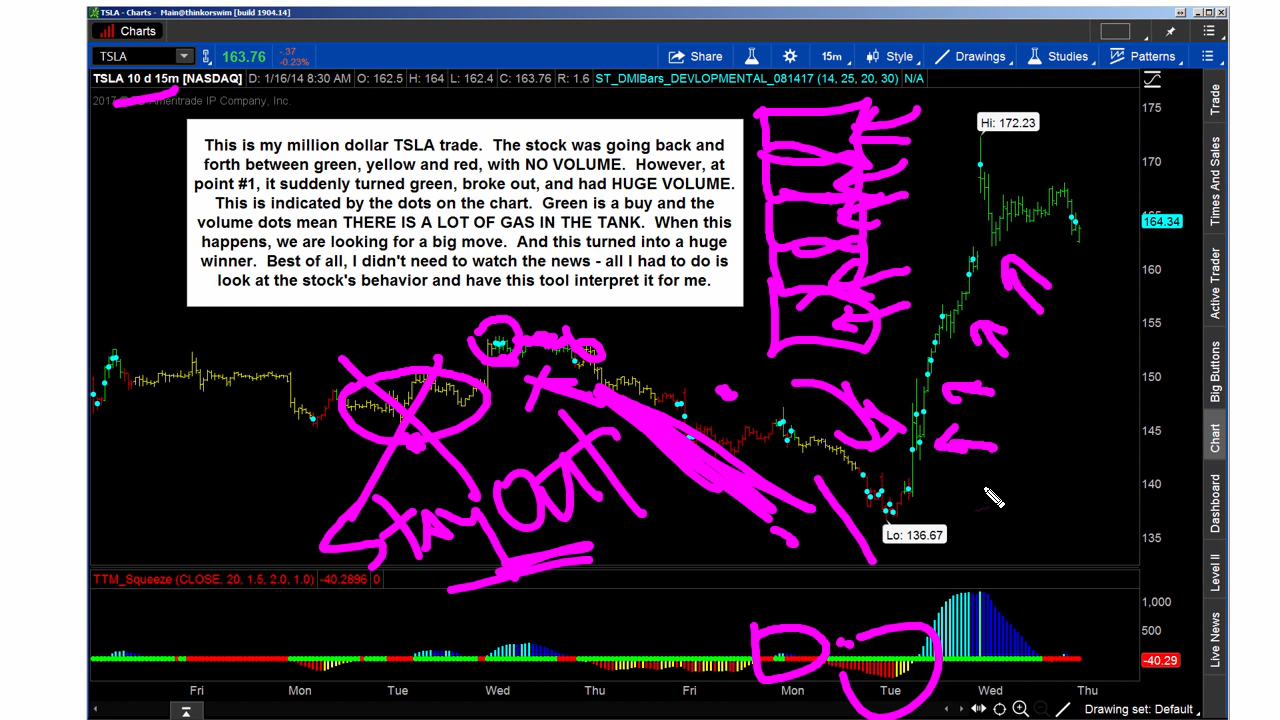 TSLA - Charts - Main@thinkorswim [build 1904.14]
Charts
TSLA 163.76 -.37 -0.23% Share 15m Style Drawings Studies Patterns
TSLA 10 d 15m [NASDAQ] D: 1/16/14 8:30 AM O: 162.5 H: 164 L: 162.4 C: 163.76 R: 1.6 ST_DMIBars_DEVLOPMENTAL_081417 (14, 25, 20, 30) N/A
Amentrade IP Company, Inc.
This is my million dollar TSLA trade. The stock was going back and
forth between green, yellow and red, with NO VOLUME. However, at
point #1, it suddenly turned green, broke out, and had HUGE VOLUME.
This is indicated by the dots on the chart. Green is a buy and the
volume dots mean THERE IS A LOT OF GAS IN THE TANK. When this
happens, we are looking for a big move. And this turned into a huge
winner. Best of all, I didn't need to watch the news - all I had to do is
look at the stock's behavior and have this tool interpret it for me.
Hi: 172.23
175
170
164.34
160
155
150
145
140
135
Lo: 136.67
Stay out
Trade
Times And Sales
Active Trader
Big Buttons
Chart
Dashboard
Level II
Live News
TTM_Squeeze (CLOSE, 20, 1.5, 2.0, 1.0) -40.2896 0
1,000
500
-40.29
Fri Mon Tue Wed Thu Fri Mon Tue Wed Thu
Drawing set: Default